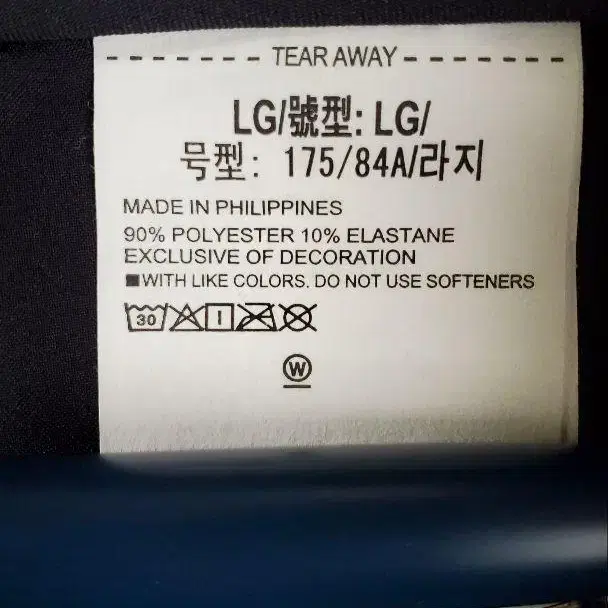 TEAR AWAY
LG/號型: LG/
号型: 175/84A/라지
MADE IN PHILIPPINES
90% POLYESTER 10% ELASTANE
EXCLUSIVE OF DECORATION
■WITH LIKE COLORS. DO NOT USE SOFTENERS
30
W